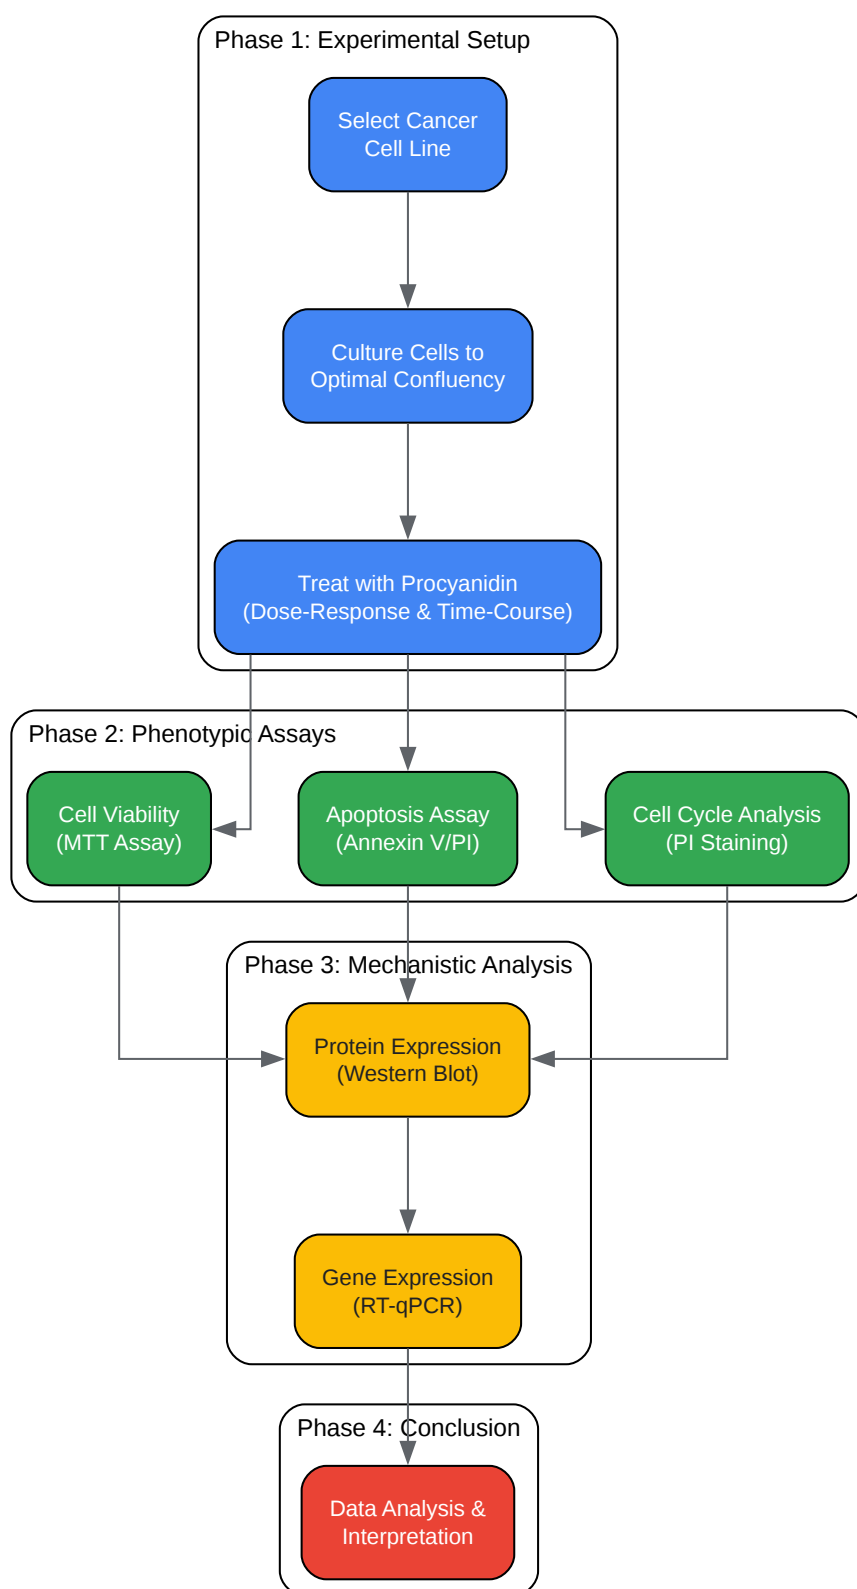 Phase 1: Experimental Setup
Select Cancer
Cell Line
Culture Cells to
Optimal Confluency
Treat with Procyanidin
(Dose-Response & Time-Course)
Phase 2: Phenotypic Assays
Cell Viability
(MTT Assay)
Apoptosis Assay
(Annexin V/PI)
Cell Cycle Analysis
(PI Staining)
Phase 3: Mechanistic Analysis
Protein Expression
(Western Blot)
Gene Expression
(RT-qPCR)
Phase 4: Conclusion
Data Analysis &
Interpretation